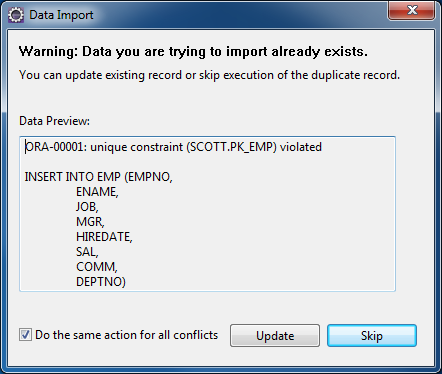 Data Import
Warning: Data you are trying to import already exists.
You can update existing record or skip execution of the duplicate record.
Data Preview:
ORA-00001: unique constraint (SCOTT.PK_EMP) violated
INSERT INTO EMP (EMPNO,
ENAME,
JOB,
MGR,
HIREDATE,
SAL,
COMM,
DEPTNO)
Do the same action for all conflicts
Update
Skip